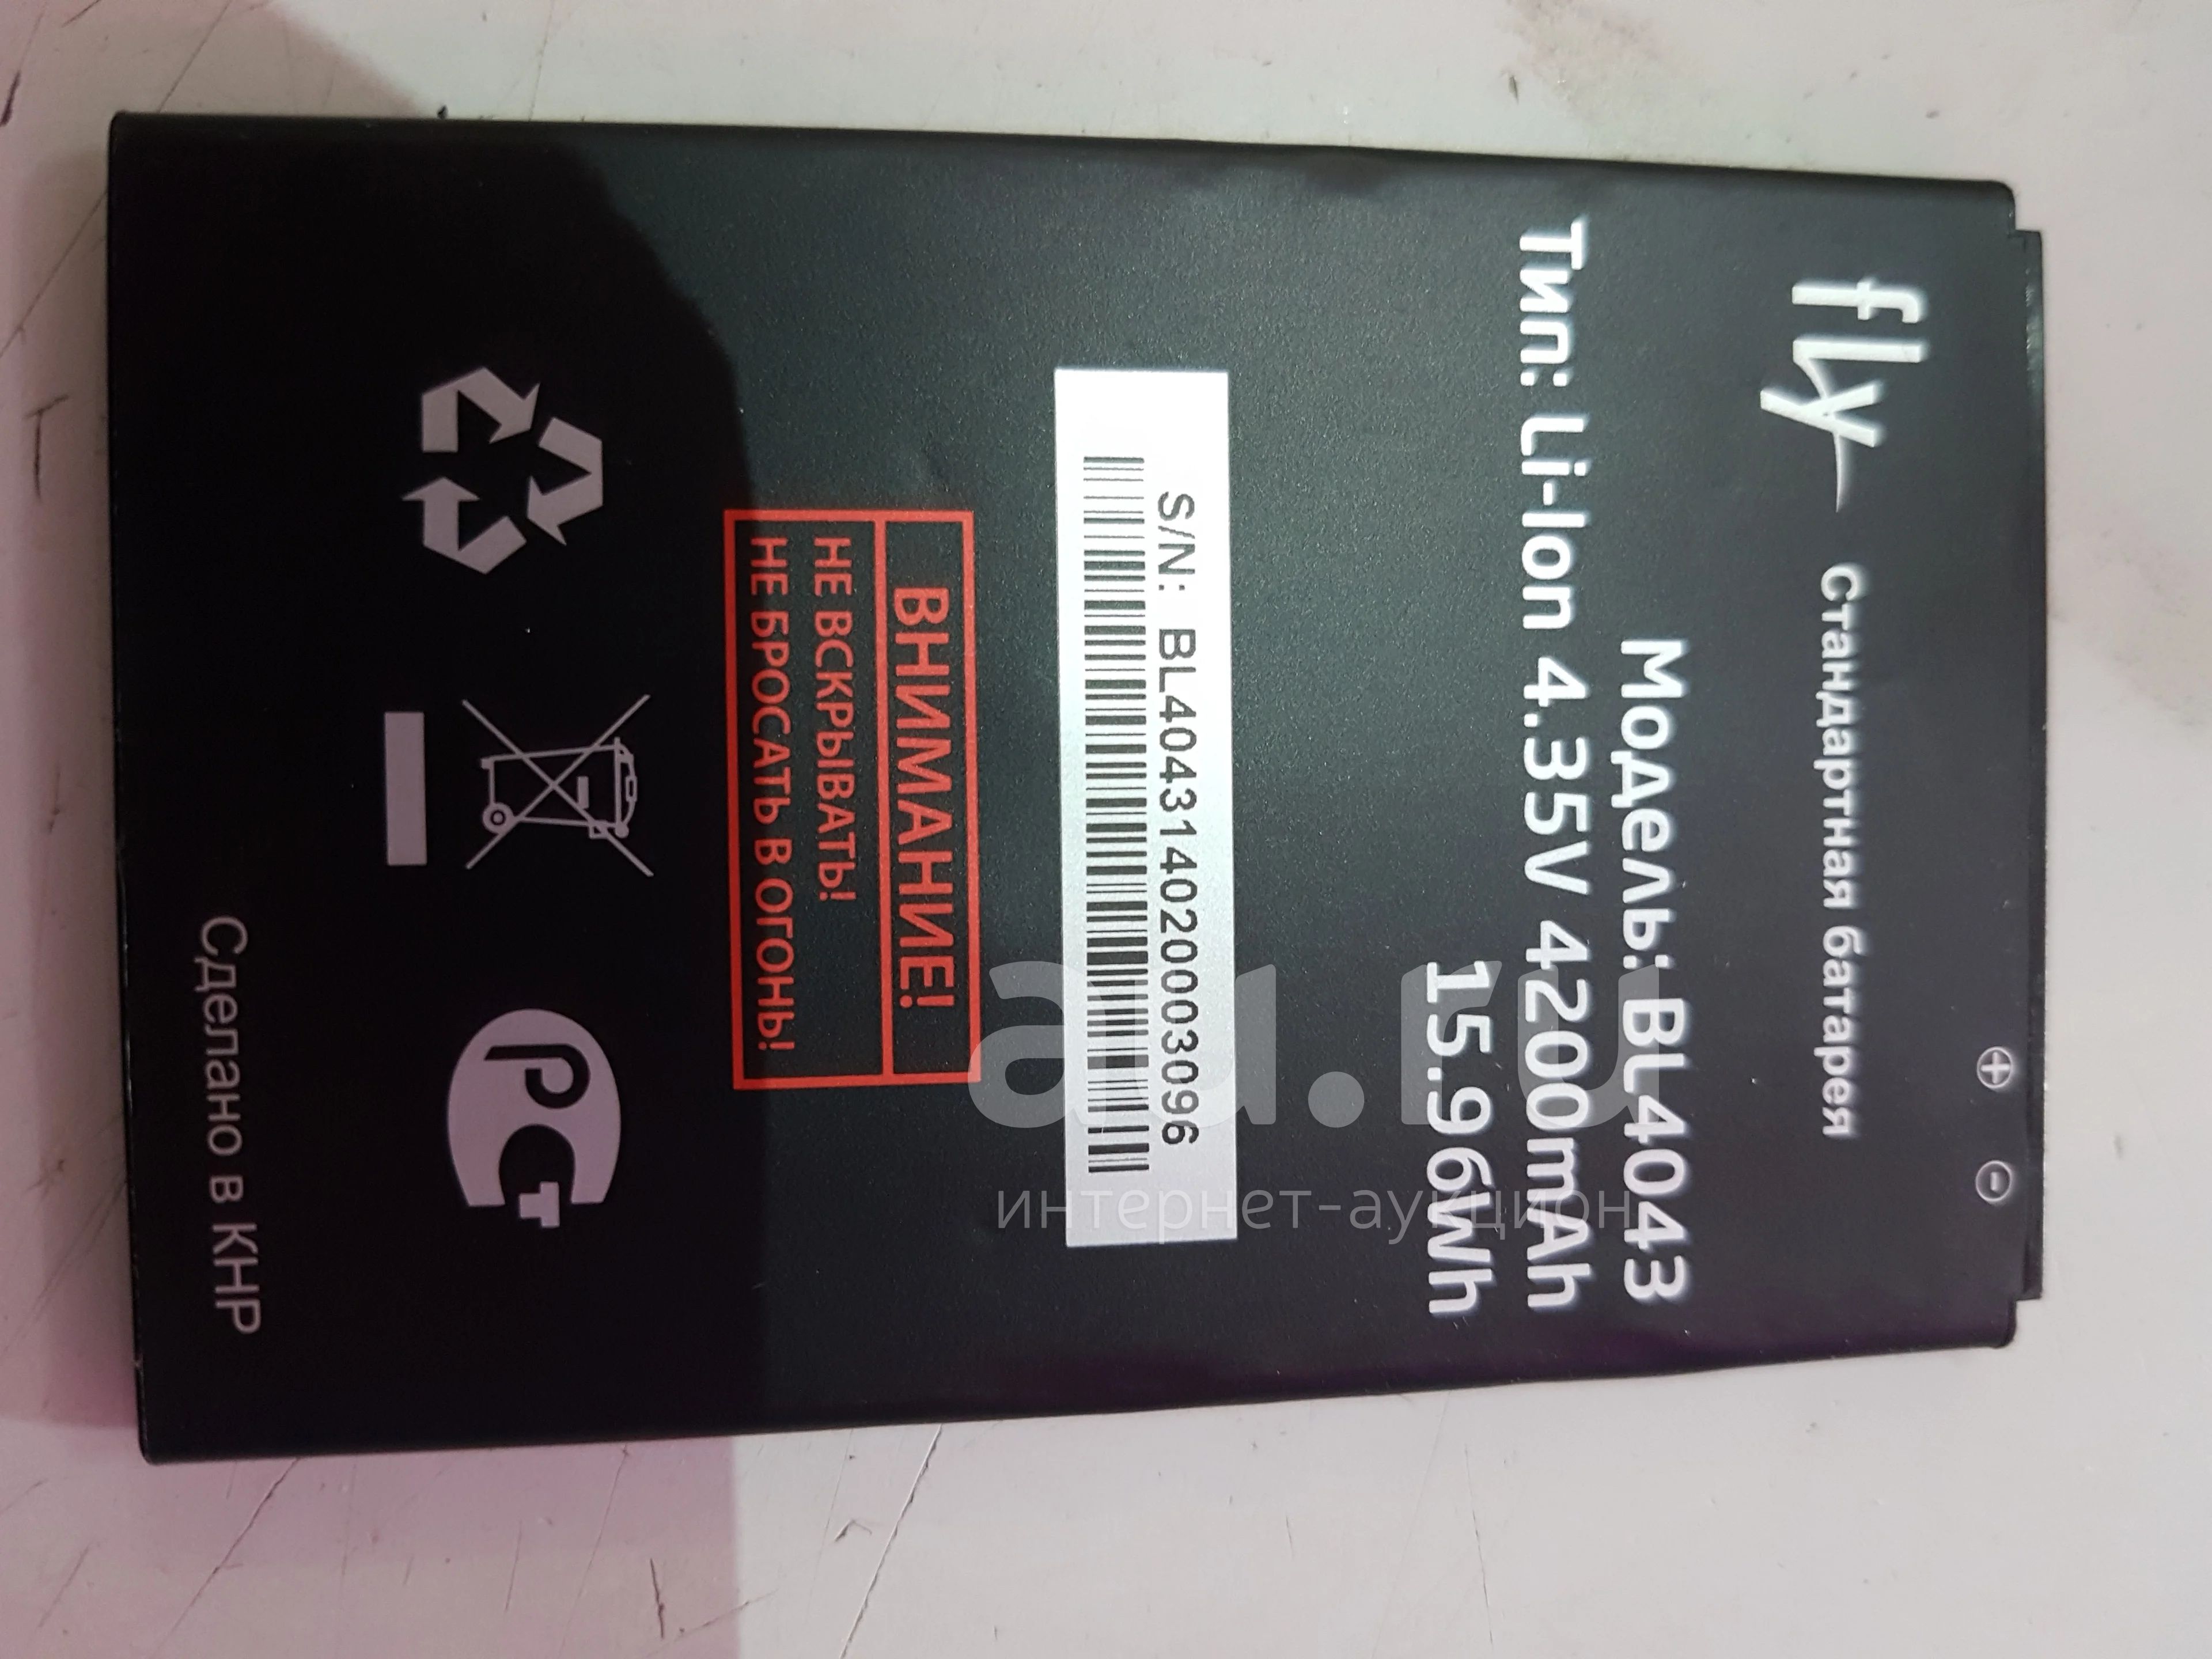 fly Стандартная батарея
Модель: BL4043
Тип: Li-Ion 4.35V 4200mAh
15.96Wh
S/N: BL404314020003096
ВНИМАНИЕ!
НЕ ВСКРЫВАТЬ!
НЕ БРОСАТЬ В ОГОНЬ!
РСТ
Сделано в КНР
au.ru
интернет-аукцион